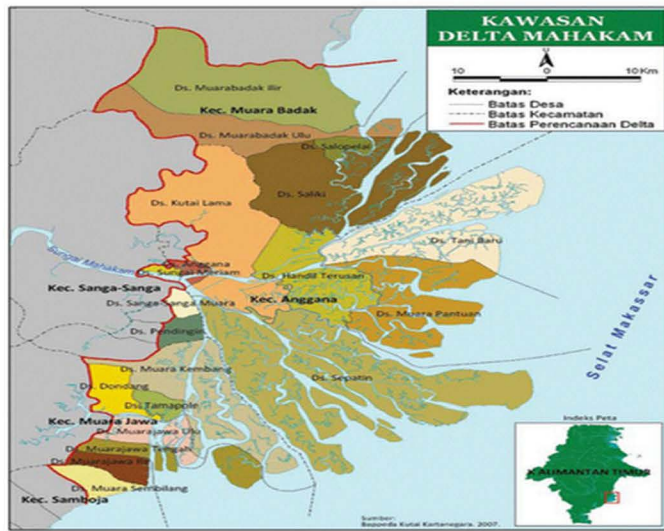 KAWASAN
DELTA MAHAKAM
U
10 0 10 Km
Keterangan:
Batas Desa
Batas Kecamatan
Batas Perencanaan Delta
Ds. Muarabadak Ilir
Kec. Muara Badak
Ds. Muarabadak Ulu
Ds. Salopelai
Ds. Saliki
Ds. Kutai Lama
Ds. Tani Baru
Sungai Mahakam
Ds. Anggana
Sungai Meriam
Ds. Handil Terusan
Kec. Sanga-Sanga
Kec. Anggana
Ds. Sanga-Sanga Muara
Ds. Muara Pantuan
Ds. Pendingin
Selat Makassar
Ds. Muara Kembang
Ds. Sepatin
Ds. Dondang
Ds. Tamapole
Kec. Muara Jawa
Ds. Muarajawa Ulu
Ds. Muarajawa Tengah
Ds. Muarajawa Ilir
Ds. Muara Sembilang
Kec. Samboja
Indeks Peta
KALIMANTAN TIMUR
Sumber:
Bappeda Kutai Kartanegara. 2007.